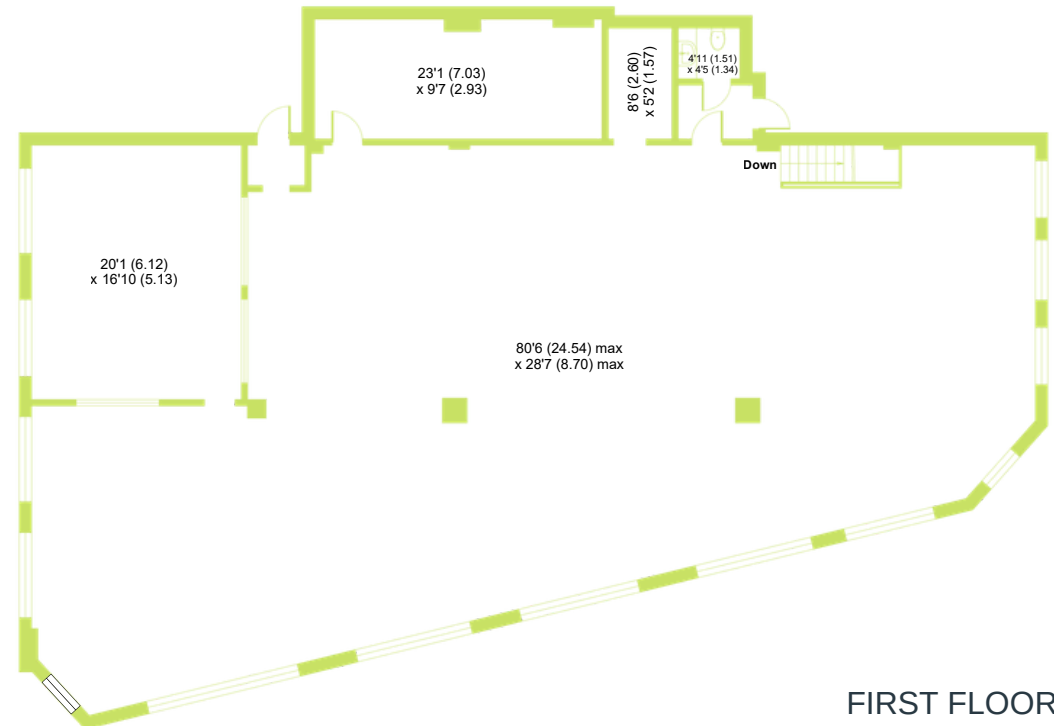 23'1 (7.03)
x 9'7 (2.93)
8'6 (2.60)
x 5'2 (1.57)
4'11 (1.51)
x 4'5 (1.34)
Down
20'1 (6.12)
x 16'10 (5.13)
80'6 (24.54) max
x 28'7 (8.70) max
FIRST FLOOR